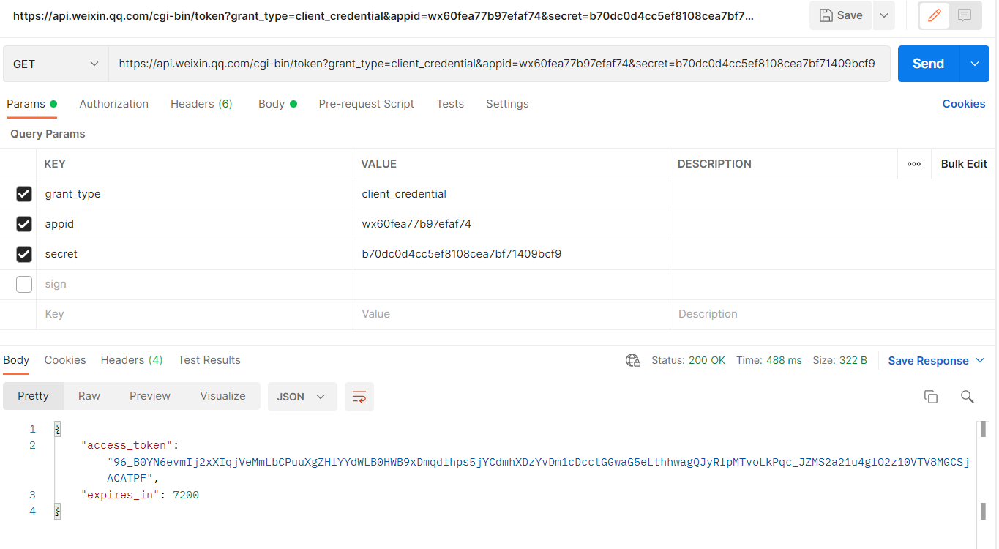 https://api.weixin.qq.com/cgi-bin/token?grant_type=client_credential&appid=wx60fea77b97efaf74&secret=b70dc0d4cc5ef8108cea7bf7...
Save
GET
https://api.weixin.qq.com/cgi-bin/token?grant_type=client_credential&appid=wx60fea77b97efaf74&secret=b70dc0d4cc5ef8108cea7bf71409bcf9
Send
Params Authorization Headers (6) Body Pre-request Script Tests Settings Cookies
Query Params
KEY VALUE DESCRIPTION ooo Bulk Edit
grant_type client_credential
appid wx60fea77b97efaf74
secret b70dc0d4cc5ef8108cea7bf71409bcf9
sign
Key Value Description
Body Cookies Headers (4) Test Results Status: 200 OK Time: 488 ms Size: 322 B Save Response
Pretty Raw Preview Visualize JSON
1 {
2 "access_token":
"96_B0YN6evmIj2xXIqjVeMmLbCPuuXgZHlYYdWLB0HWB9xDmqdfhps5jYCdmhXDzYvDm1cDcctGGwaG5eLthhwagQJyRlpMTvoLkPqc_JZMS2a21u4gfO2z10VTV8MGCSj
ACATPF",
3 "expires_in": 7200
4 }